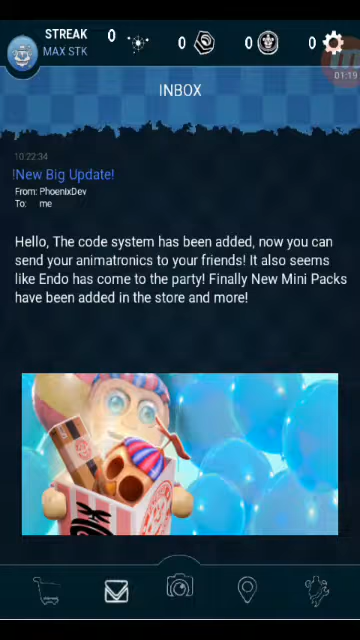 STREAK
MAX STK
0
0
0
0
01:19
INBOX
10:22:34
!New Big Update!
From: PhoenixDev
To: me
Hello, The code system has been added, now you can
send your animatronics to your friends! It also seems
like Endo has come to the party! Finally New Mini Packs
have been added in the store and more!